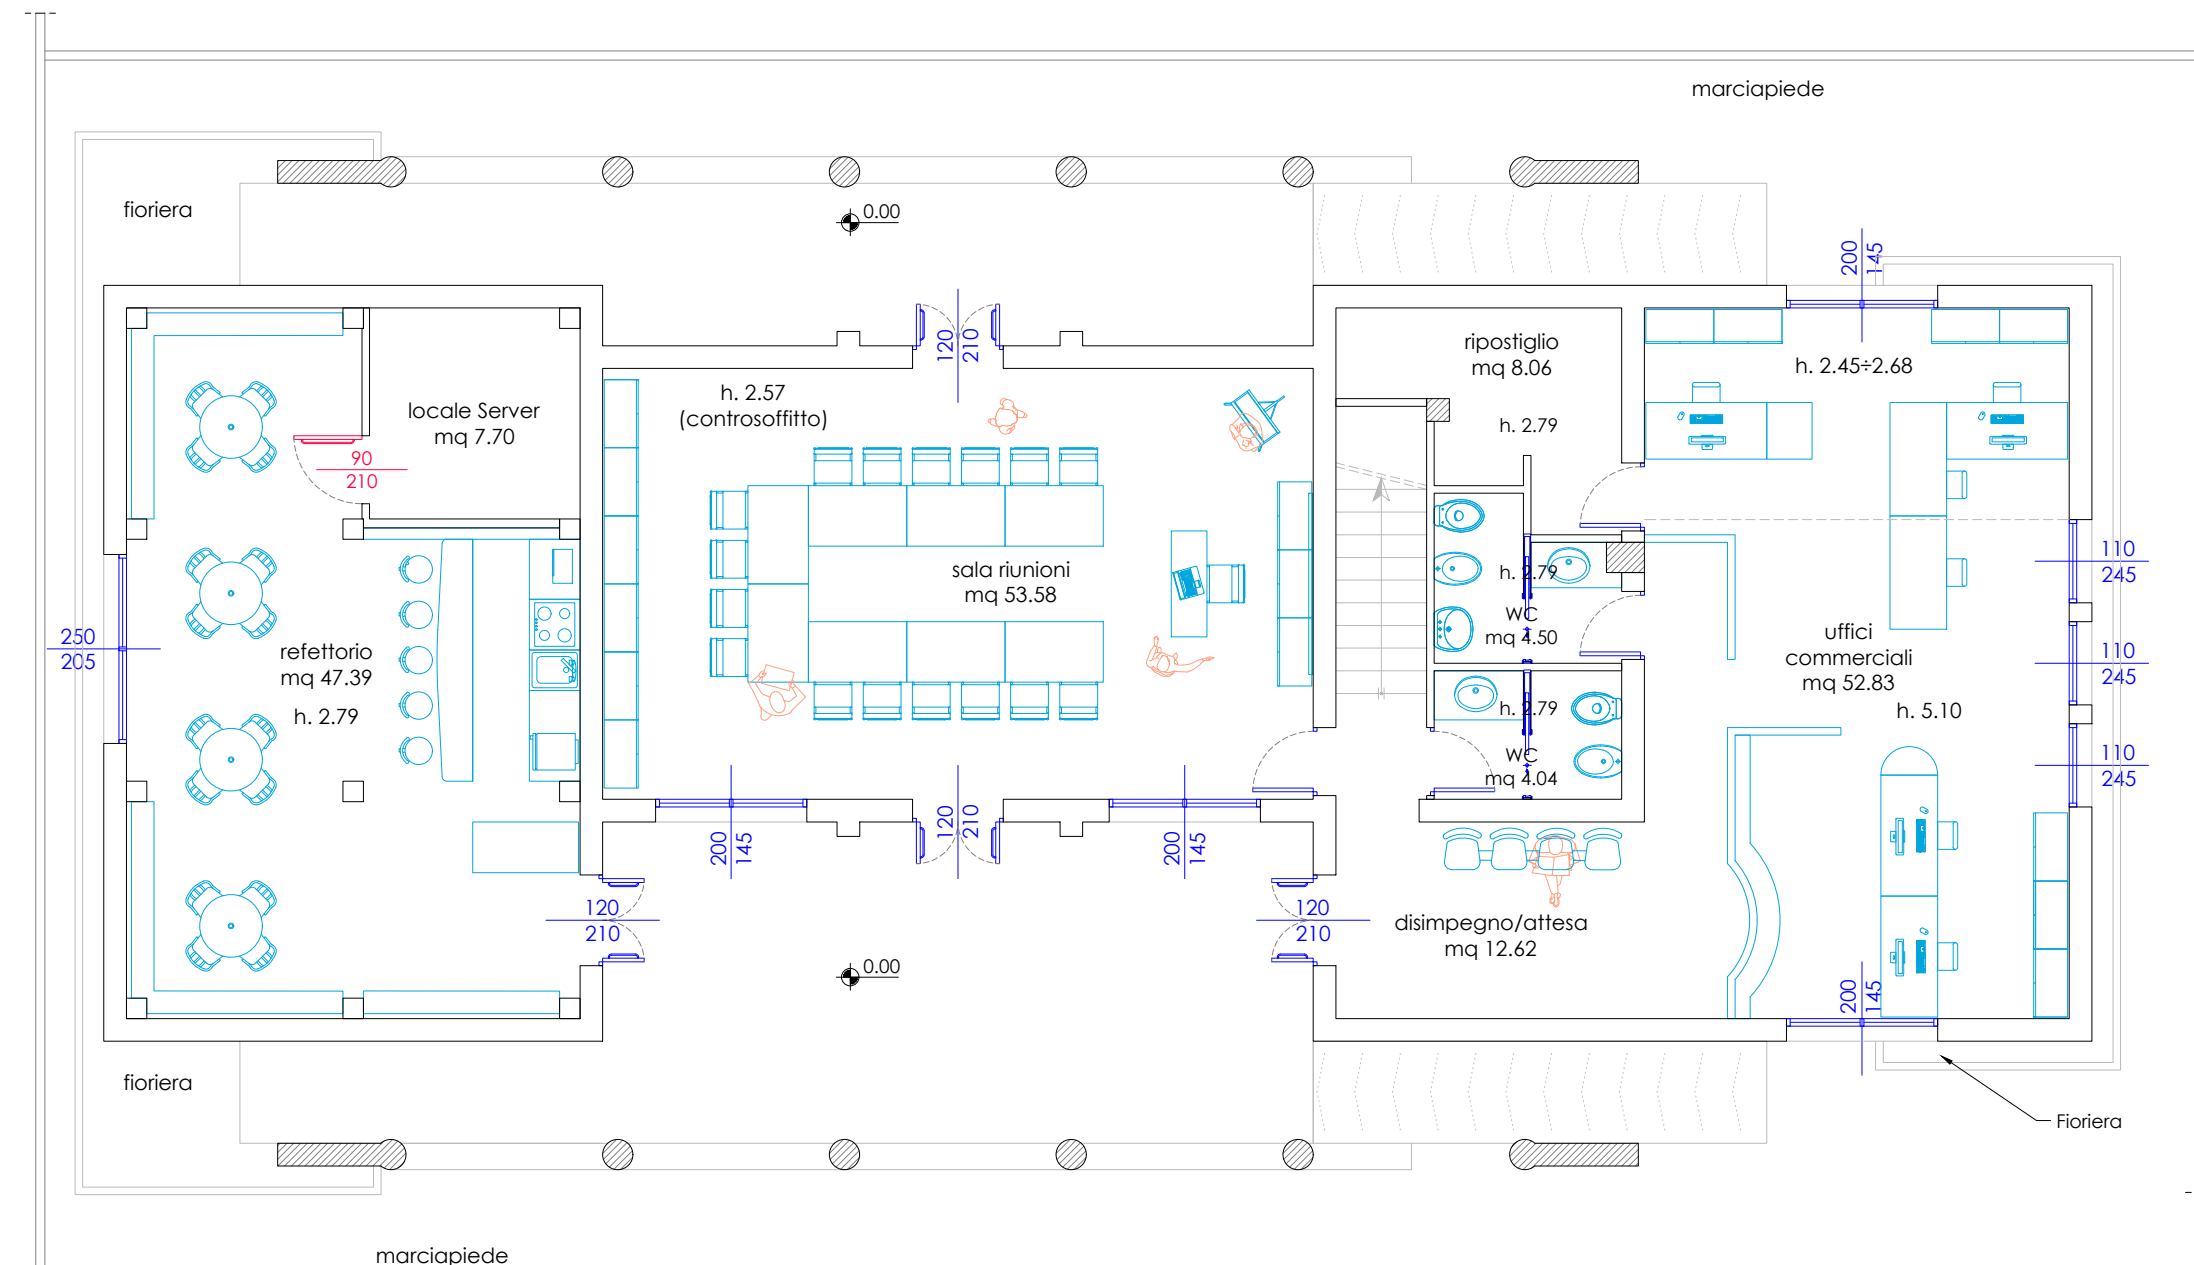 marciapiede
fioriera
0.00
200
145
120
210
ripostiglio
mq 8.06
h. 2.79
h. 2.45÷2.68
h. 2.57
(controsoffitto)
locale Server
mq 7.70
90
210
110
245
sala riunioni
mq 53.58
h. 2.79
WC
mq 4.50
250
205
refettorio
mq 47.39
h. 2.79
uffici
commerciali
mq 52.83
h. 5.10
110
245
h. 2.79
WC
mq 4.04
110
245
200
145
120
210
200
145
120
210
120
210
disimpegno/attesa
mq 12.62
0.00
200
145
fioriera
Fioriera
marciapiede